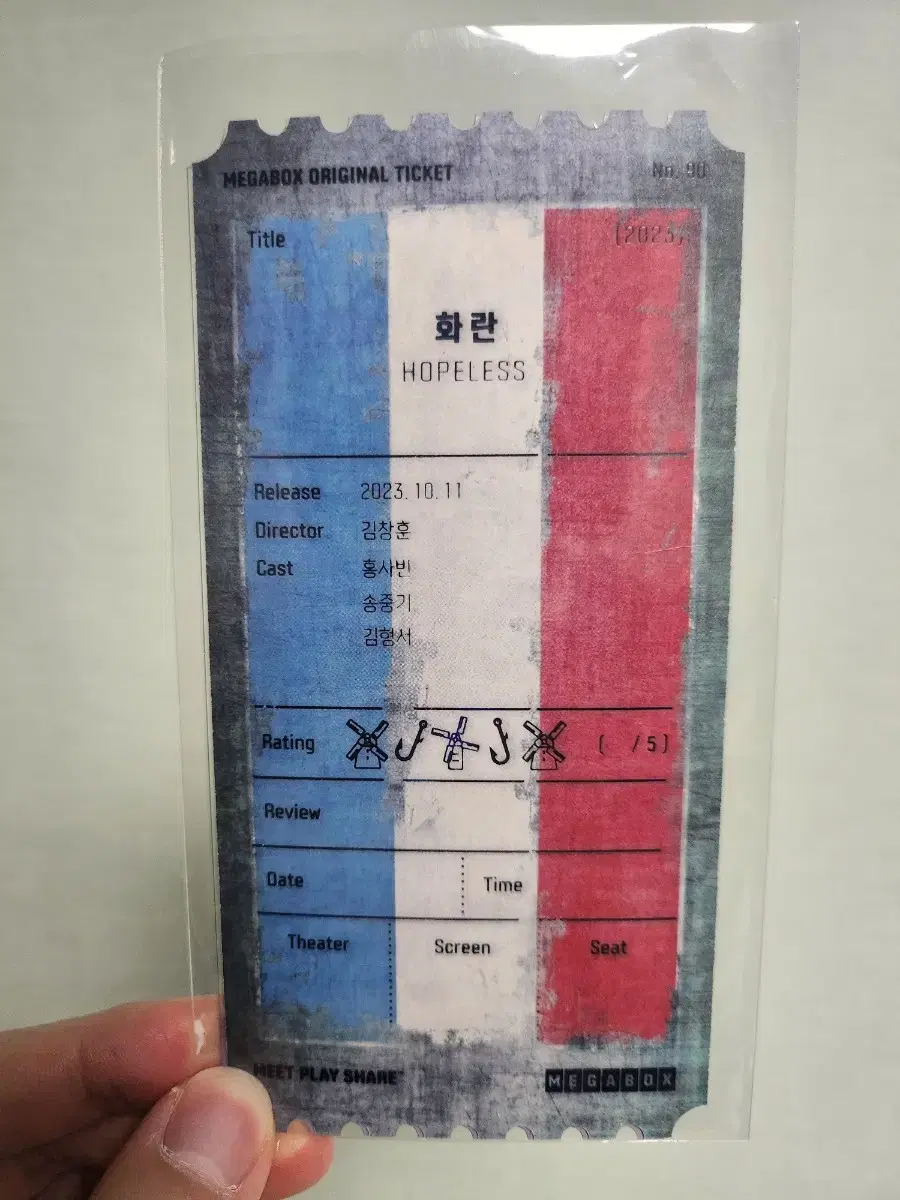 MEGABOX ORIGINAL TICKET No. 90
Title (2023)
화란
HOPELESS
Release 2023. 10. 11
Director 김창훈
Cast 홍사빈
송중기
김형서
Rating ( /5)
Review
Date Time
Theater Screen Seat
MEET PLAY SHARE MEGABOX